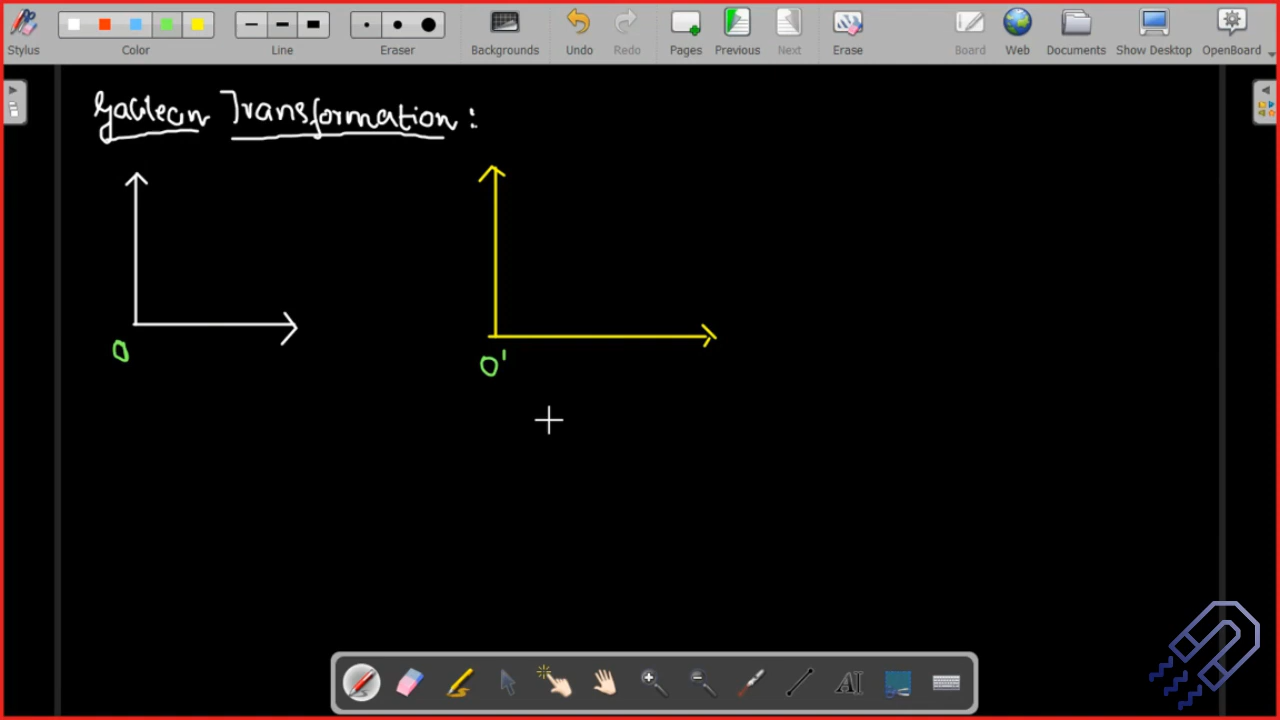 Stylus
Color
Line
Eraser
Backgrounds
Undo
Redo
Pages
Previous
Next
Erase
Board
Web
Documents
Show Desktop
OpenBoard
Galilean Transformation :
O
O'
AI